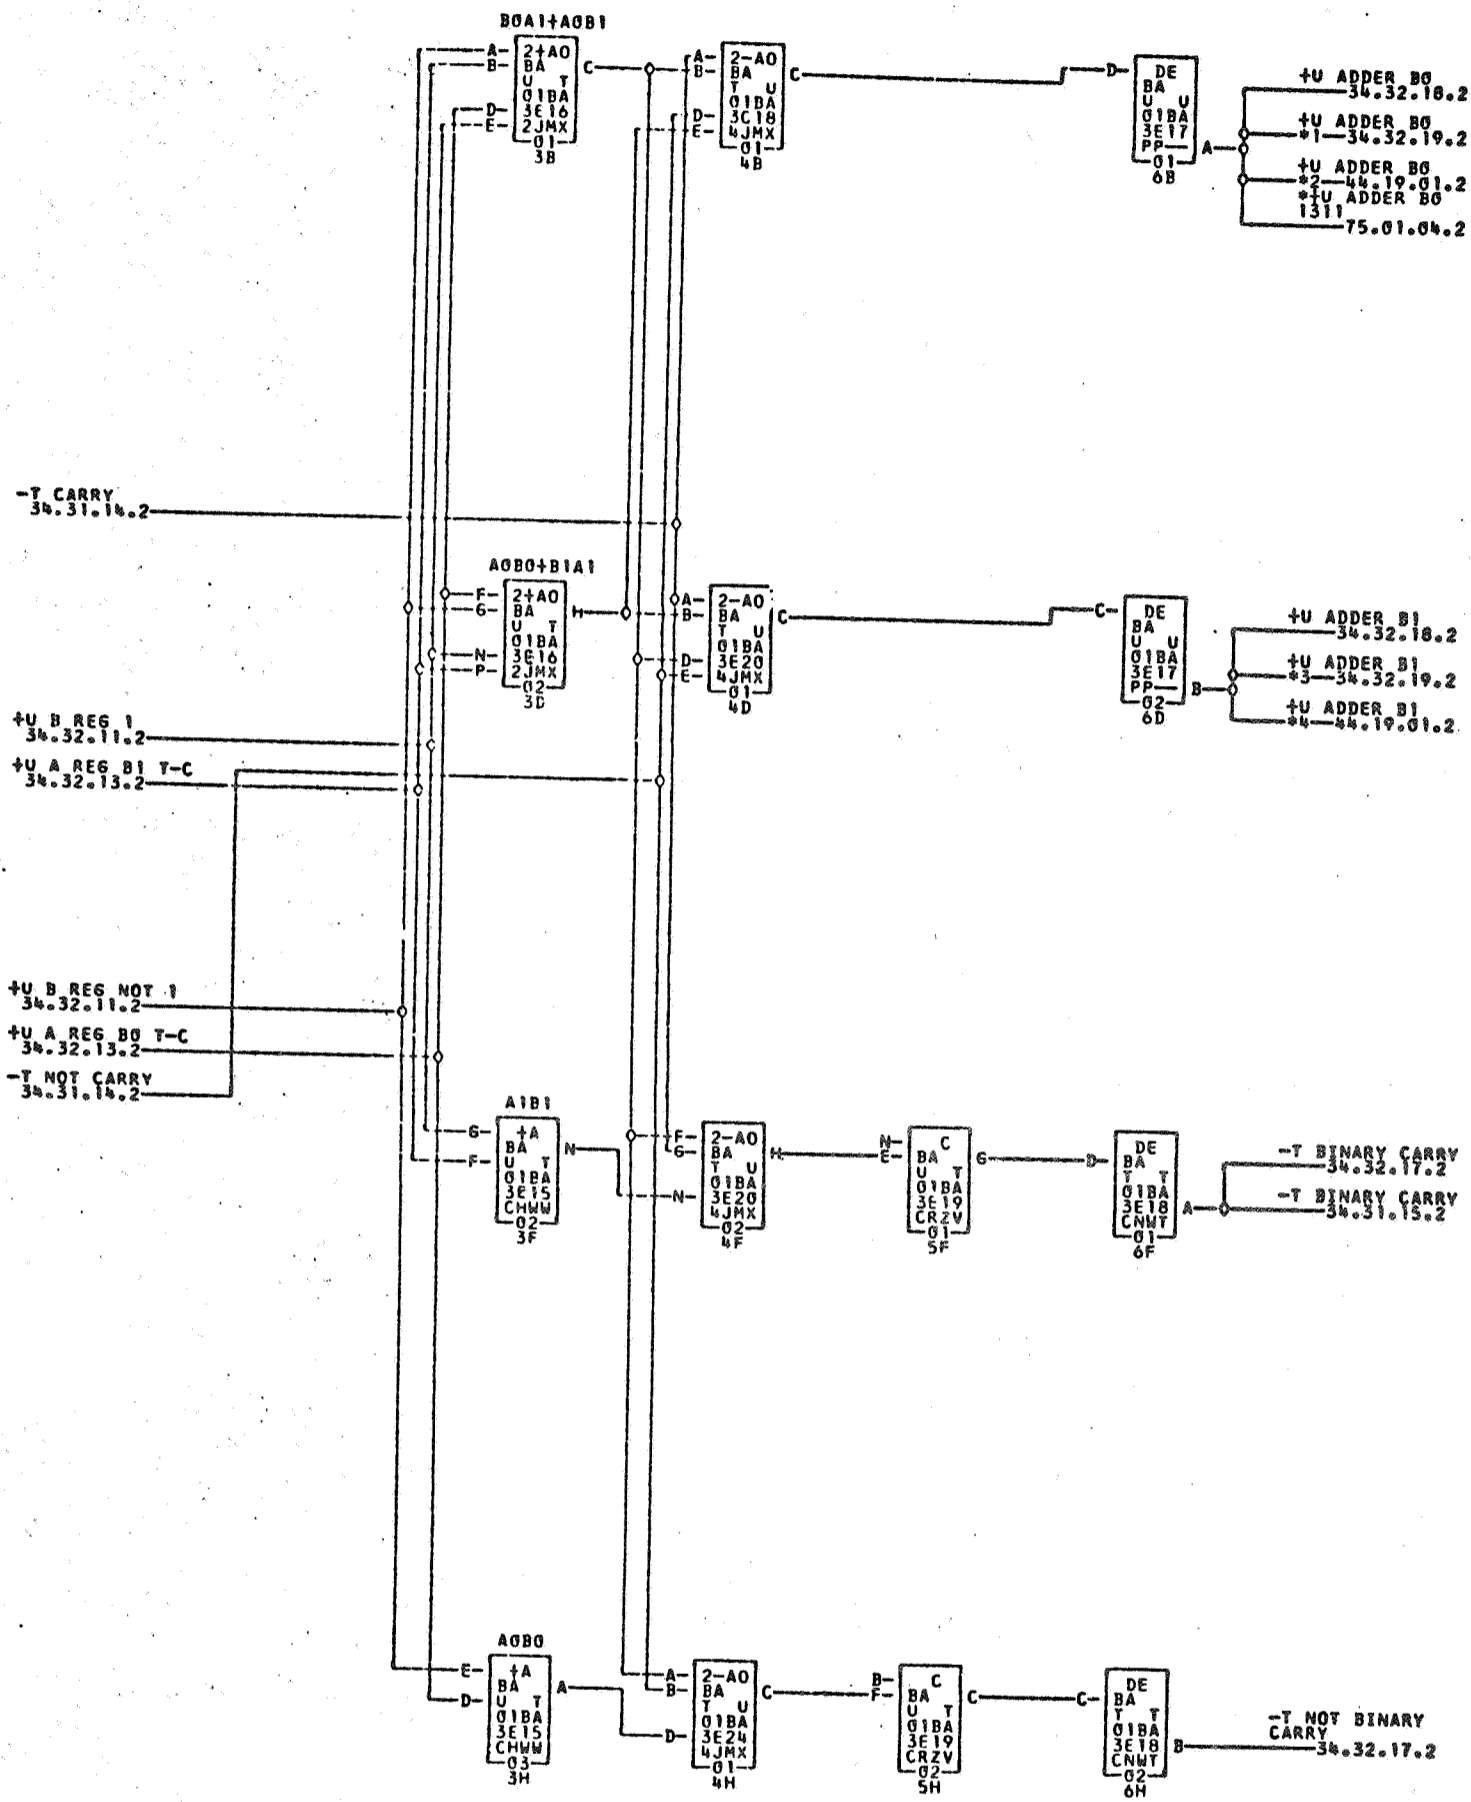 B0A1+A0B1
A- 2+AO C
B- BA
U T
01BA
D- 3E16
E- 2JMX
01
3B
A- 2-AO C
B- BA
T U
01BA
D- 3C18
E- 4JMX
01
4B
D- DE
BA
U U
01BA
3E17
PP— A
01
6B
+U ADDER B0
34.32.18.2
+U ADDER B0
*1—34.32.19.2
+U ADDER B0
*2—44.19.01.2
*+U ADDER B0
1311
75.01.04.2
-T CARRY
34.31.14.2
A0B0+B1A1
F- 2+AO
G- BA H
U T
01BA
N- 3E16
P- 2JMX
02
3D
A- 2-AO
B- BA C
T U
01BA
D- 3E20
E- 4JMX
01
4D
C- DE
BA
U U
01BA
3E17
PP— B
02
6D
+U ADDER B1
34.32.18.2
+U ADDER B1
*3—34.32.19.2
+U ADDER B1
*4—44.19.01.2
+U B REG 1
34.32.11.2
+U A REG B1 T-C
34.32.13.2
+U B REG NOT 1
34.32.11.2
+U A REG B0 T-C
34.32.13.2
-T NOT CARRY
34.31.14.2
A1B1
G- +A
BA N
F- U T
01BA
3E15
CHWW
02
3F
F- 2-AO
G- BA H
T U
01BA
N- 3E20
4JMX
02
4F
N- C
E- BA G
U T
01BA
3E19
CRZV
01
5F
DE
D- BA
T T
01BA
3E18
CNWT A
01
6F
-T BINARY CARRY
34.32.17.2
-T BINARY CARRY
34.31.15.2
A0B0
E- +A
BA A
D- U T
01BA
3E15
CHWW
03
3H
A- 2-AO
B- BA C
T U
01BA
D- 3E24
4JMX
01
4H
B- C
F- BA C
U T
01BA
3E19
CRZV
02
5H
DE
C- BA
T T
01BA
3E18
CNWT B
02
6H
-T NOT BINARY
CARRY
34.32.17.2